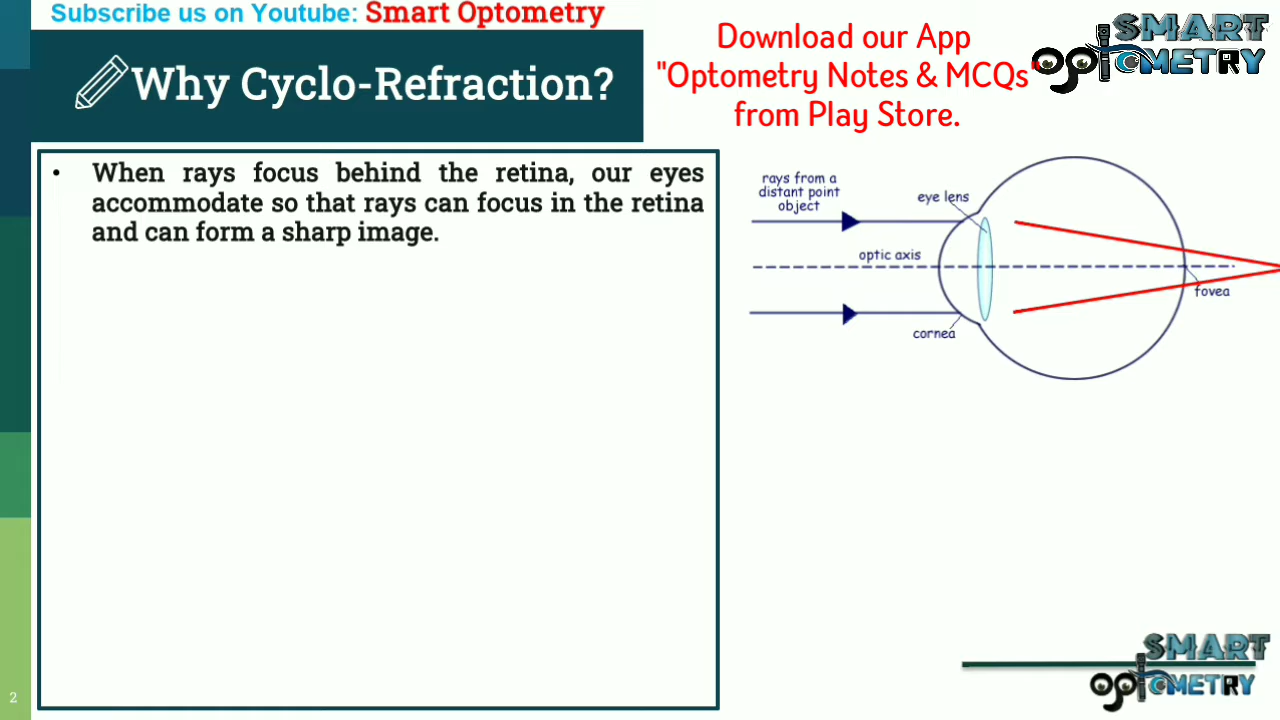 Subscribe us on Youtube: Smart Optometry
Why Cyclo-Refraction?
Download our App
"Optometry Notes & MCQs"
from Play Store.
SMART
OPTOMETRY
• When rays focus behind the retina, our eyes
accommodate so that rays can focus in the retina
and can form a sharp image.
rays from a
distant point
object
eye lens
optic axis
fovea
cornea
SMART
OPTOMETRY
2